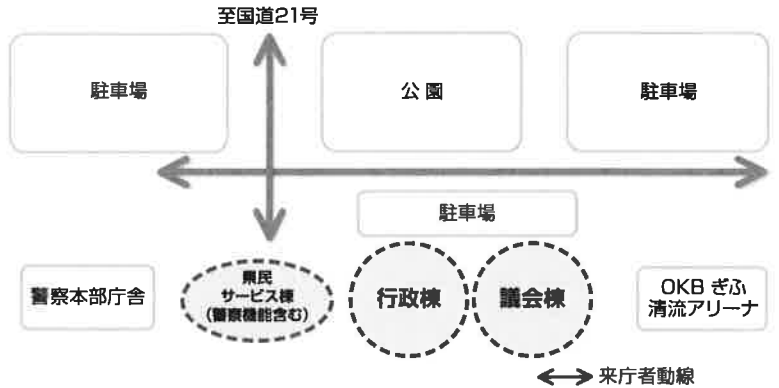 至国道21号
駐車場
公園
駐車場
駐車場
警察本部庁舎
県民
サービス棟
(警察機能含む)
行政棟
議会棟
OKB ぎふ
清流アリーナ
来庁者動線